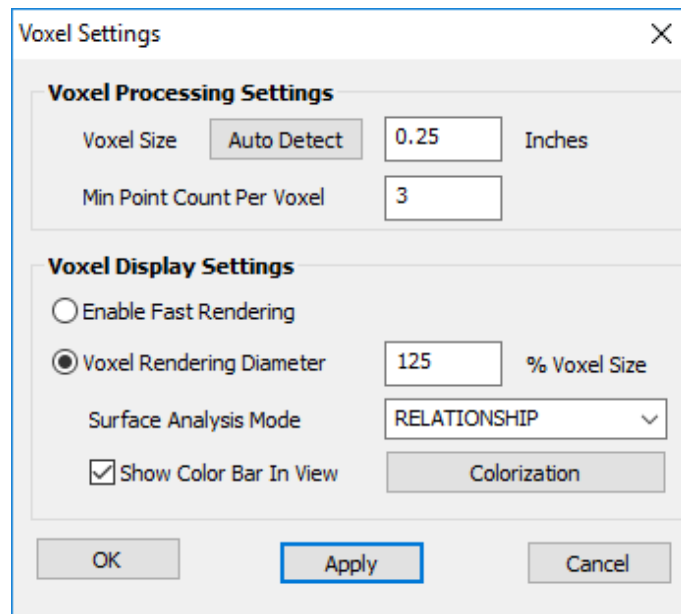 Voxel Settings
Voxel Processing Settings
Voxel Size Auto Detect 0.25 Inches
Min Point Count Per Voxel 3
Voxel Display Settings
Enable Fast Rendering
Voxel Rendering Diameter 125 % Voxel Size
Surface Analysis Mode RELATIONSHIP
Show Color Bar In View Colorization
OK Apply Cancel